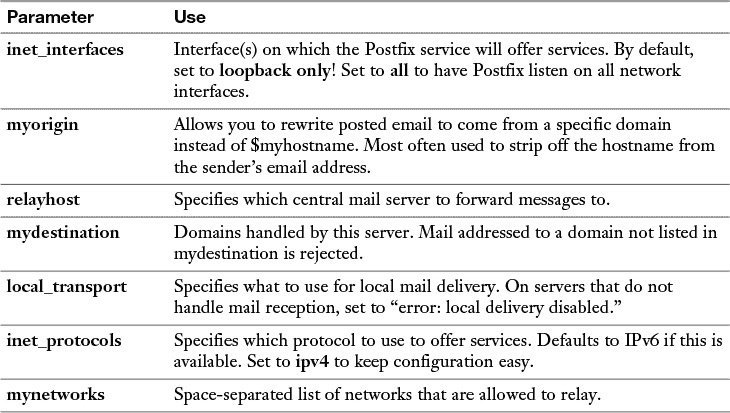 Parameter Use
inet_interfaces Interface(s) on which the Postfix service will offer services. By default,
set to loopback only! Set to all to have Postfix listen on all network
interfaces.
myorigin Allows you to rewrite posted email to come from a specific domain
instead of $myhostname. Most often used to strip off the hostname from
the sender’s email address.
relayhost Specifies which central mail server to forward messages to.
mydestination Domains handled by this server. Mail addressed to a domain not listed in
mydestination is rejected.
local_transport Specifies what to use for local mail delivery. On servers that do not
handle mail reception, set to “error: local delivery disabled.”
inet_protocols Specifies which protocol to use to offer services. Defaults to IPv6 if this is
available. Set to ipv4 to keep configuration easy.
mynetworks Space-separated list of networks that are allowed to relay.